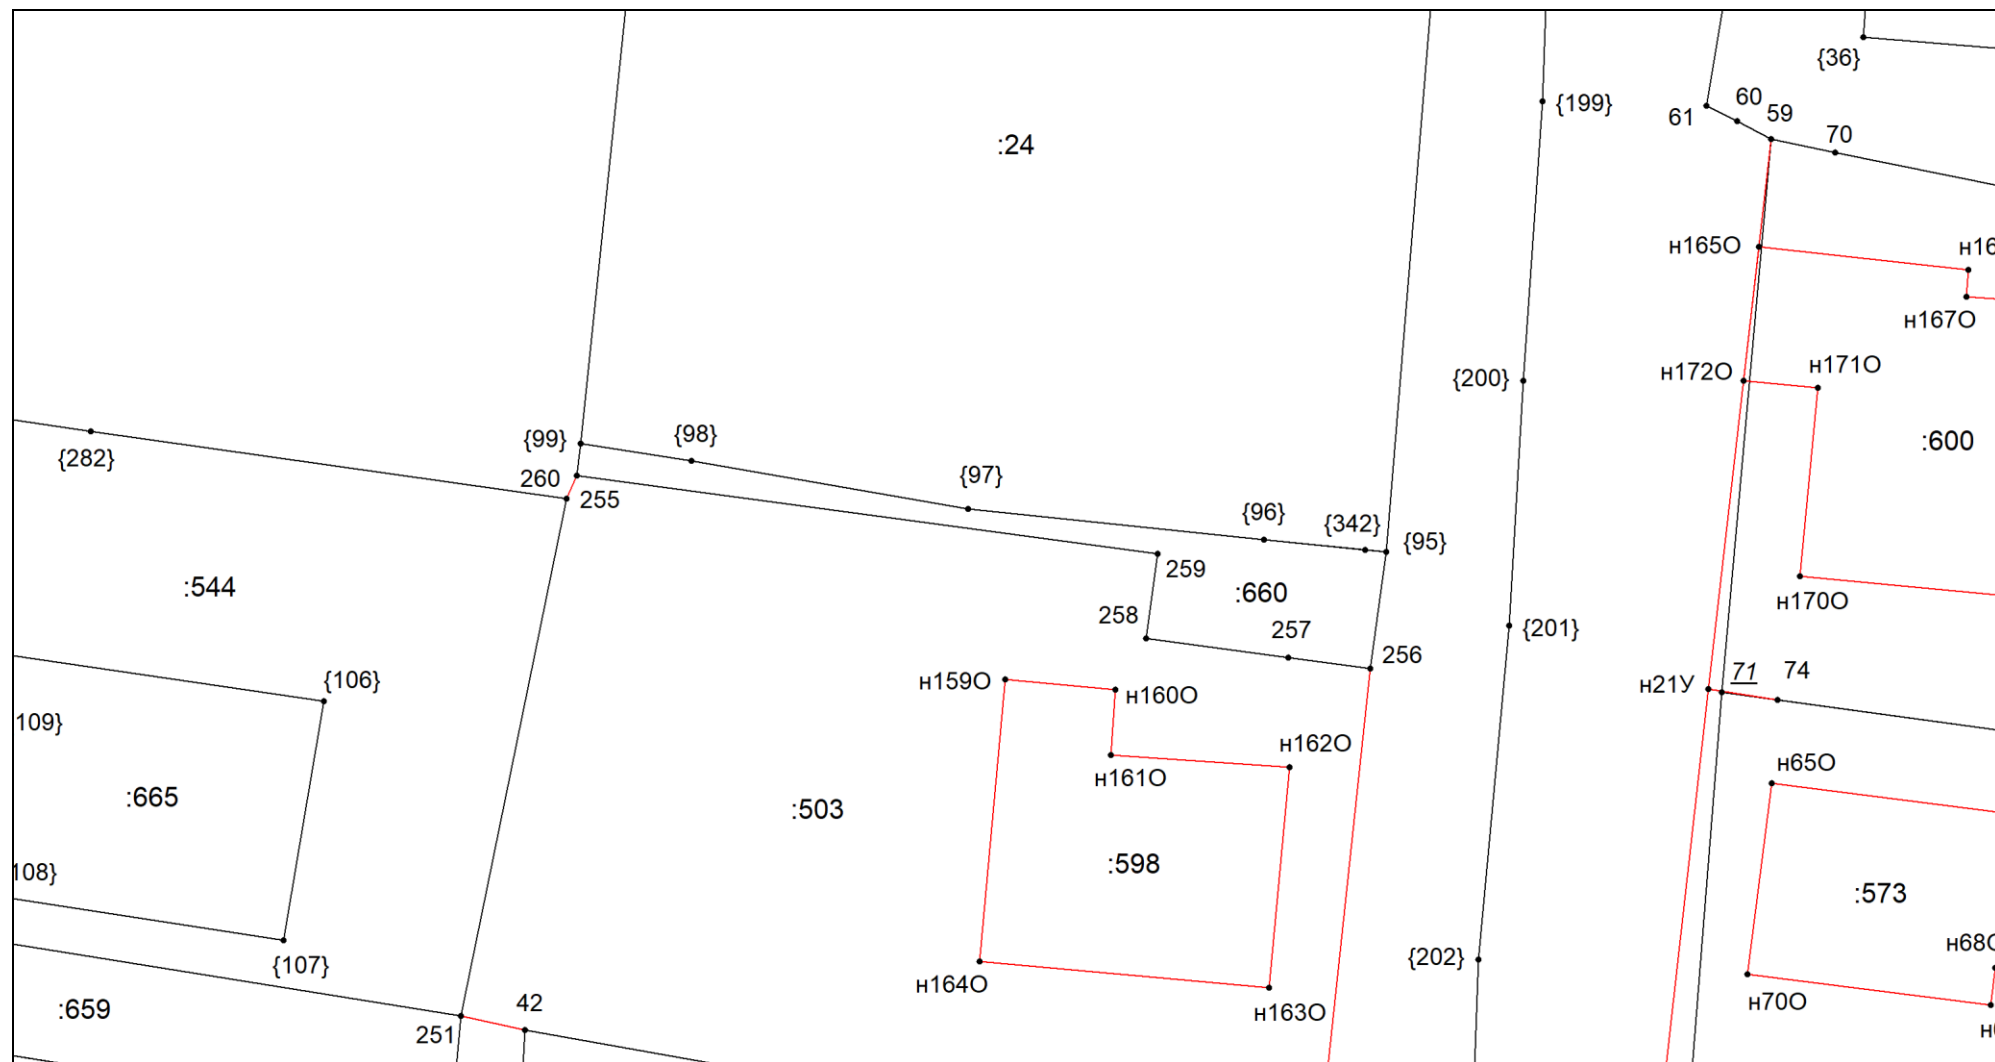 {36}
60
59
61
{199}
70
:24
н165О
н167О
{200}
н172О
н171О
{99}
{98}
:600
{282}
260
255
{97}
{96}
{342}
{95}
259
:544
:660
н170О
258
257
{201}
256
{106}
н159О
н160О
н21У
71
74
109}
н162О
н161О
н65О
:665
:503
:598
108}
:573
{107}
{202}
н68О
н164О
:659
42
н163О
н70О
251